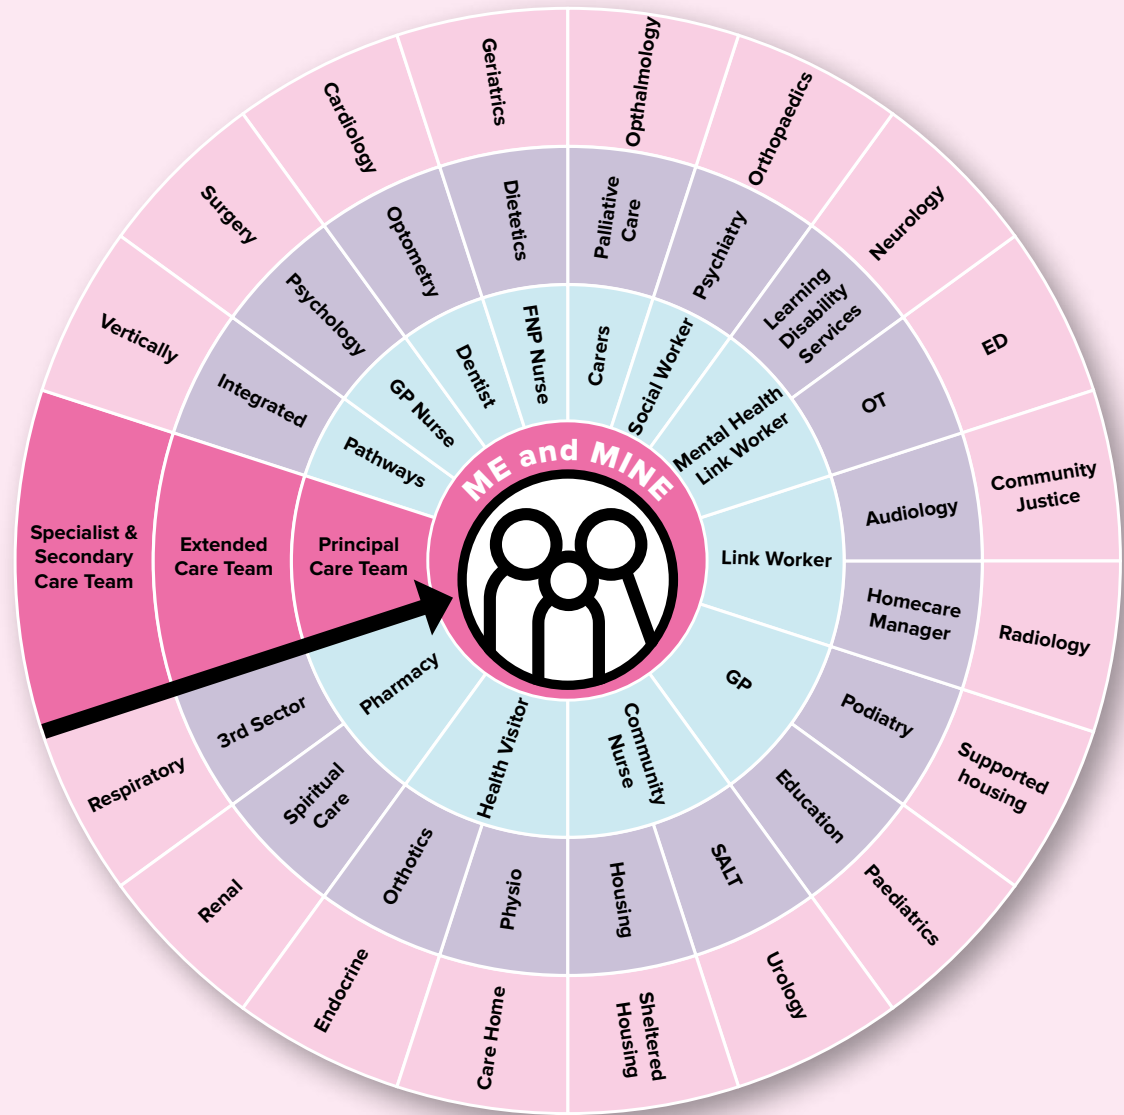 ME and MINE
Principal
Care Team
Pathways
GP Nurse
Dentist
FNP Nurse
Carers
Social Worker
Mental Health
Link Worker
Link Worker
GP
Community
Nurse
Health Visitor
Pharmacy
Extended
Care Team
Integrated
Psychology
Optometry
Dietetics
Palliative
Care
Psychiatry
Learning
Disability
Services
OT
Audiology
Homecare
Manager
Podiatry
Education
SALT
Housing
Physio
Orthotics
Spiritual
Care
3rd Sector
Specialist &
Secondary
Care Team
Vertically
Surgery
Cardiology
Geriatrics
Opthalmology
Orthopaedics
Neurology
ED
Community
Justice
Radiology
Supported
housing
Paediatrics
Urology
Sheltered
Housing
Care Home
Endocrine
Renal
Respiratory